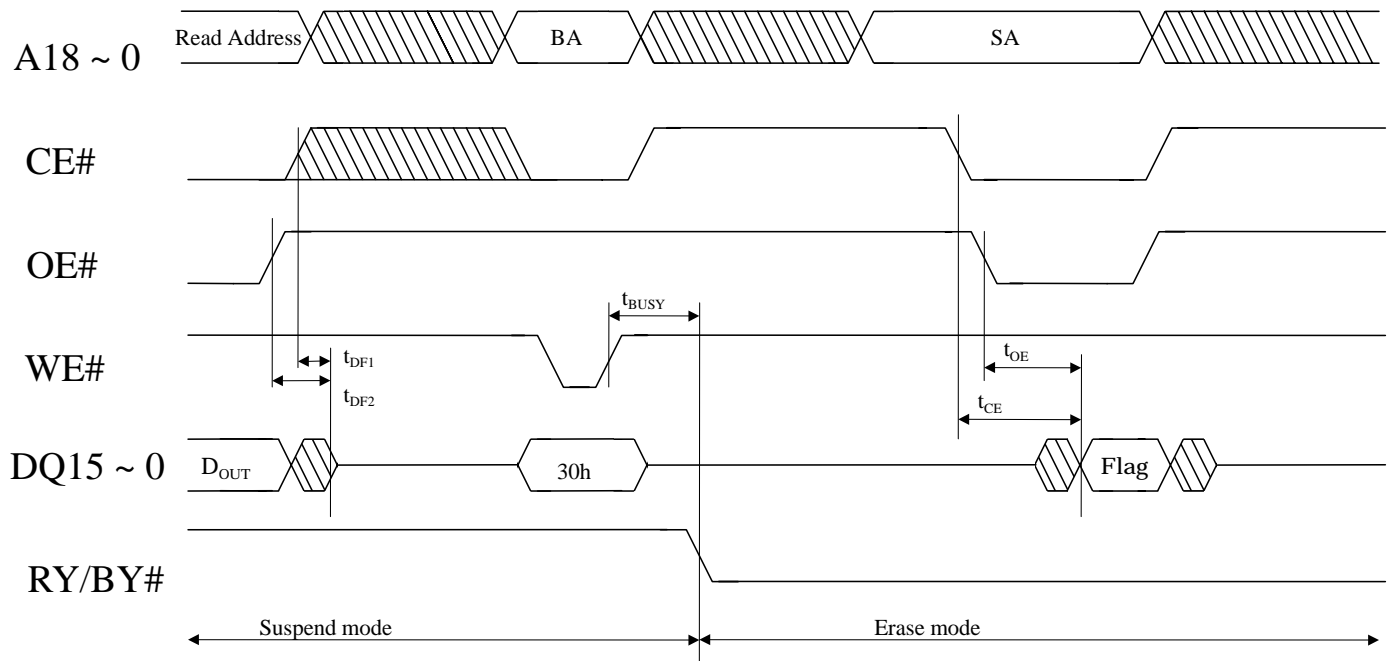 A18 ~ 0
Read Address
BA
SA
CE#
OE#
tBUSY
WE#
tDF1
tOE
tDF2
tCE
DQ15 ~ 0
DOUT
30h
Flag
RY/BY#
Suspend mode
Erase mode